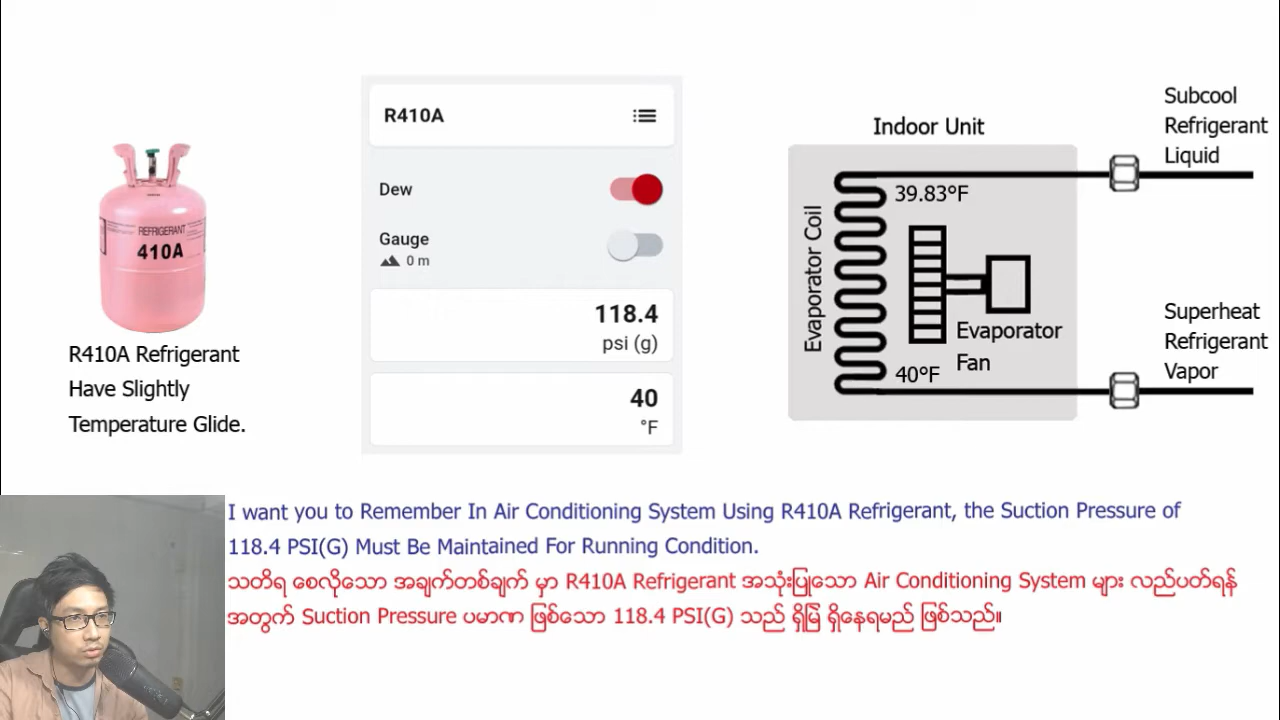 R410A
Dew
Gauge
0 m
118.4
psi (g)
40
°F
REFRIGERANT
410A
R410A Refrigerant
Have Slightly
Temperature Glide.
Indoor Unit
Evaporator Coil
39.83°F
40°F
Evaporator
Fan
Subcool
Refrigerant
Liquid
Superheat
Refrigerant
Vapor
I want you to Remember In Air Conditioning System Using R410A Refrigerant, the Suction Pressure of
118.4 PSI(G) Must Be Maintained For Running Condition.
သတိရ စေလိုသော အချက်တစ်ချက် မှာ R410A Refrigerant အသုံးပြုသော Air Conditioning System များ လည်ပတ်ရန်
အတွက် Suction Pressure ပမာဏ ဖြစ်သော 118.4 PSI(G) သည် ရှိမြဲ ရှိနေရမည် ဖြစ်သည်။